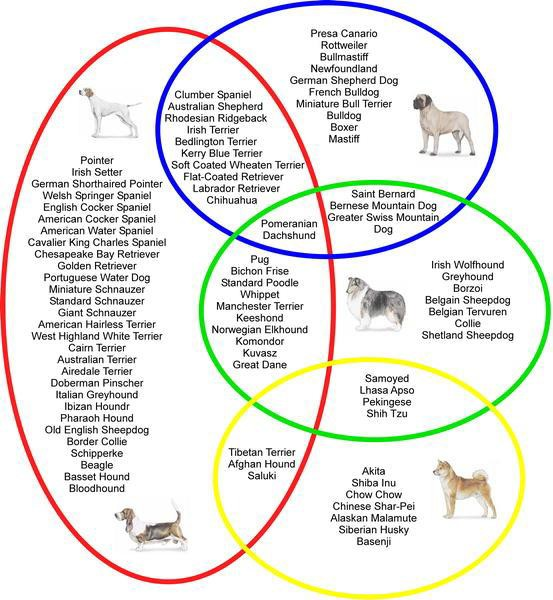 Presa Canario
Rottweiler
Bullmastiff
Newfoundland
German Shepherd Dog
French Bulldog
Miniature Bull Terrier
Bulldog
Boxer
Mastiff
Clumber Spaniel
Australian Shepherd
Rhodesian Ridgeback
Irish Terrier
Bedlington Terrier
Kerry Blue Terrier
Soft Coated Wheaten Terrier
Flat-Coated Retriever
Labrador Retriever
Chihuahua
Pointer
Irish Setter
German Shorthaired Pointer
Welsh Springer Spaniel
English Cocker Spaniel
American Cocker Spaniel
American Water Spaniel
Cavalier King Charles Spaniel
Chesapeake Bay Retriever
Golden Retriever
Portuguese Water Dog
Miniature Schnauzer
Standard Schnauzer
Giant Schnauzer
American Hairless Terrier
West Highland White Terrier
Cairn Terrier
Australian Terrier
Airedale Terrier
Doberman Pinscher
Italian Greyhound
Ibizan Houndr
Pharaoh Hound
Old English Sheepdog
Border Collie
Schipperke
Beagle
Basset Hound
Bloodhound
Saint Bernard
Bernese Mountain Dog
Greater Swiss Mountain
Dog
Pomeranian
Dachshund
Pug
Bichon Frise
Standard Poodle
Whippet
Manchester Terrier
Keeshond
Norwegian Elkhound
Komondor
Kuvasz
Great Dane
Irish Wolfhound
Greyhound
Borzoi
Belgain Sheepdog
Belgian Tervuren
Collie
Shetland Sheepdog
Samoyed
Lhasa Apso
Pekingese
Shih Tzu
Tibetan Terrier
Afghan Hound
Saluki
Akita
Shiba Inu
Chow Chow
Chinese Shar-Pei
Alaskan Malamute
Siberian Husky
Basenji